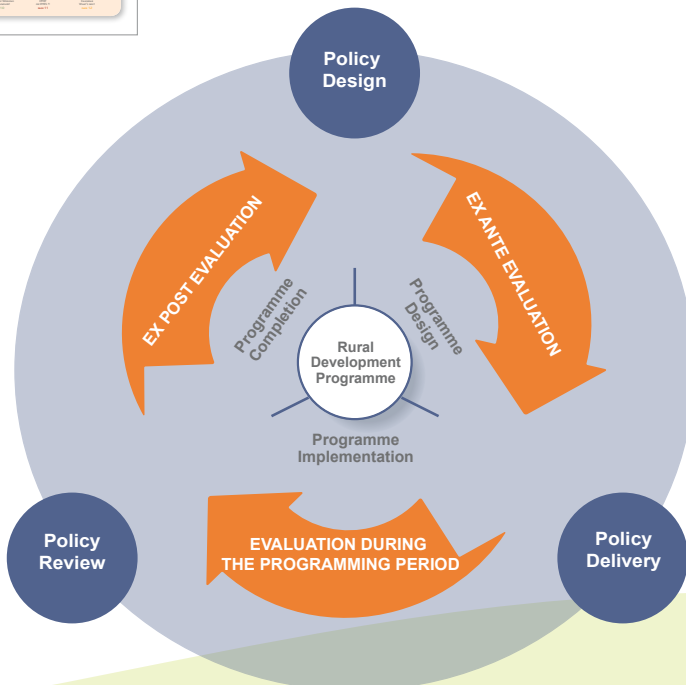 Policy
Design
EX POST EVALUATION
EX ANTE EVALUATION
Programme
Completion
Programme
Design
Rural
Development
Programme
Programme
Implementation
EVALUATION DURING
THE PROGRAMMING PERIOD
Policy
Review
Policy
Delivery